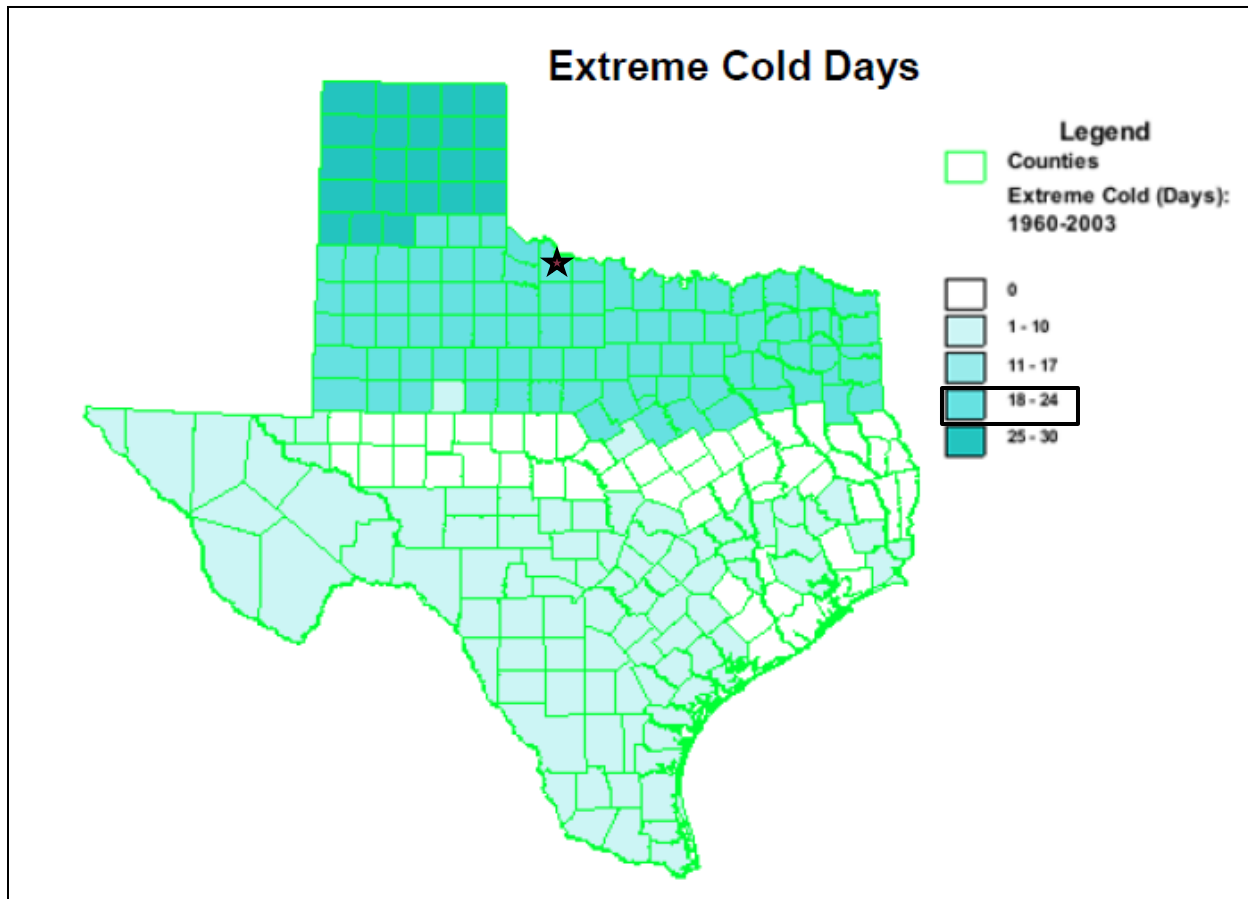 Extreme Cold Days
Legend
Counties
Extreme Cold (Days):
1960-2003
0
1 - 10
11 - 17
18 - 24
25 - 30